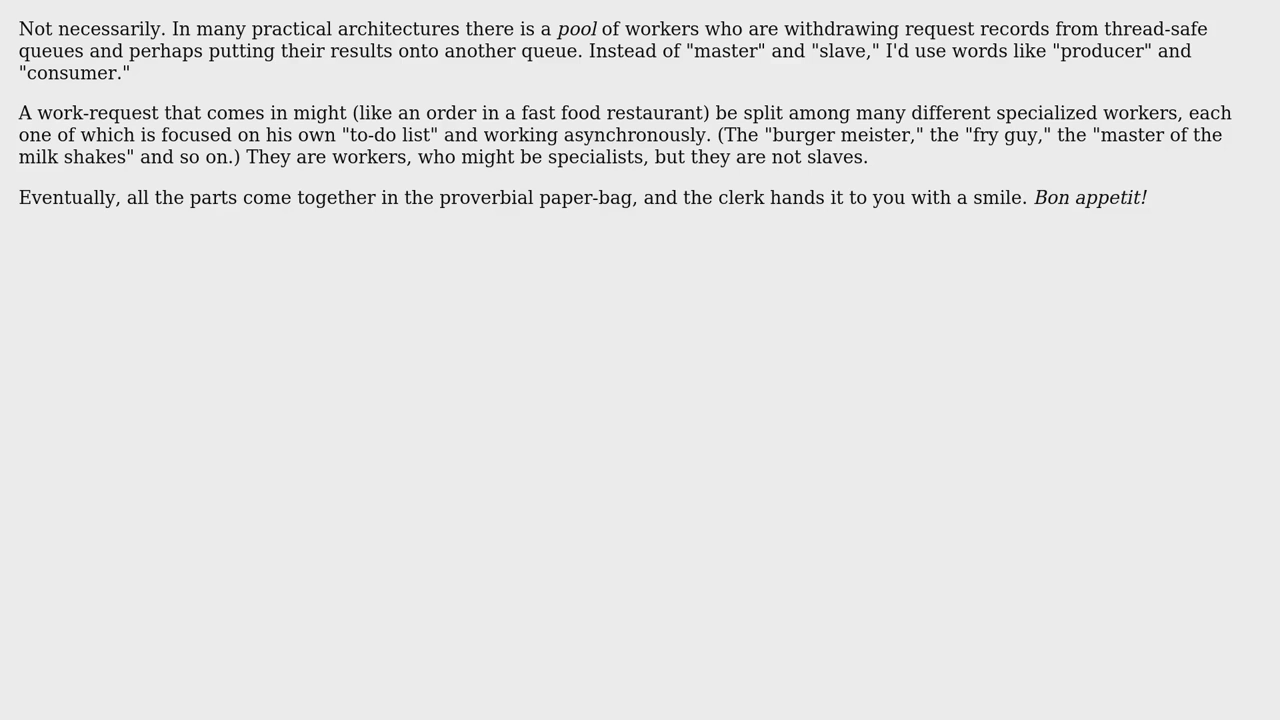 Not necessarily. In many practical architectures there is a pool of workers who are withdrawing request records from thread-safe
queues and perhaps putting their results onto another queue. Instead of "master" and "slave," I'd use words like "producer" and
"consumer."
A work-request that comes in might (like an order in a fast food restaurant) be split among many different specialized workers, each
one of which is focused on his own "to-do list" and working asynchronously. (The "burger meister," the "fry guy," the "master of the
milk shakes" and so on.) They are workers, who might be specialists, but they are not slaves.
Eventually, all the parts come together in the proverbial paper-bag, and the clerk hands it to you with a smile. Bon appetit!